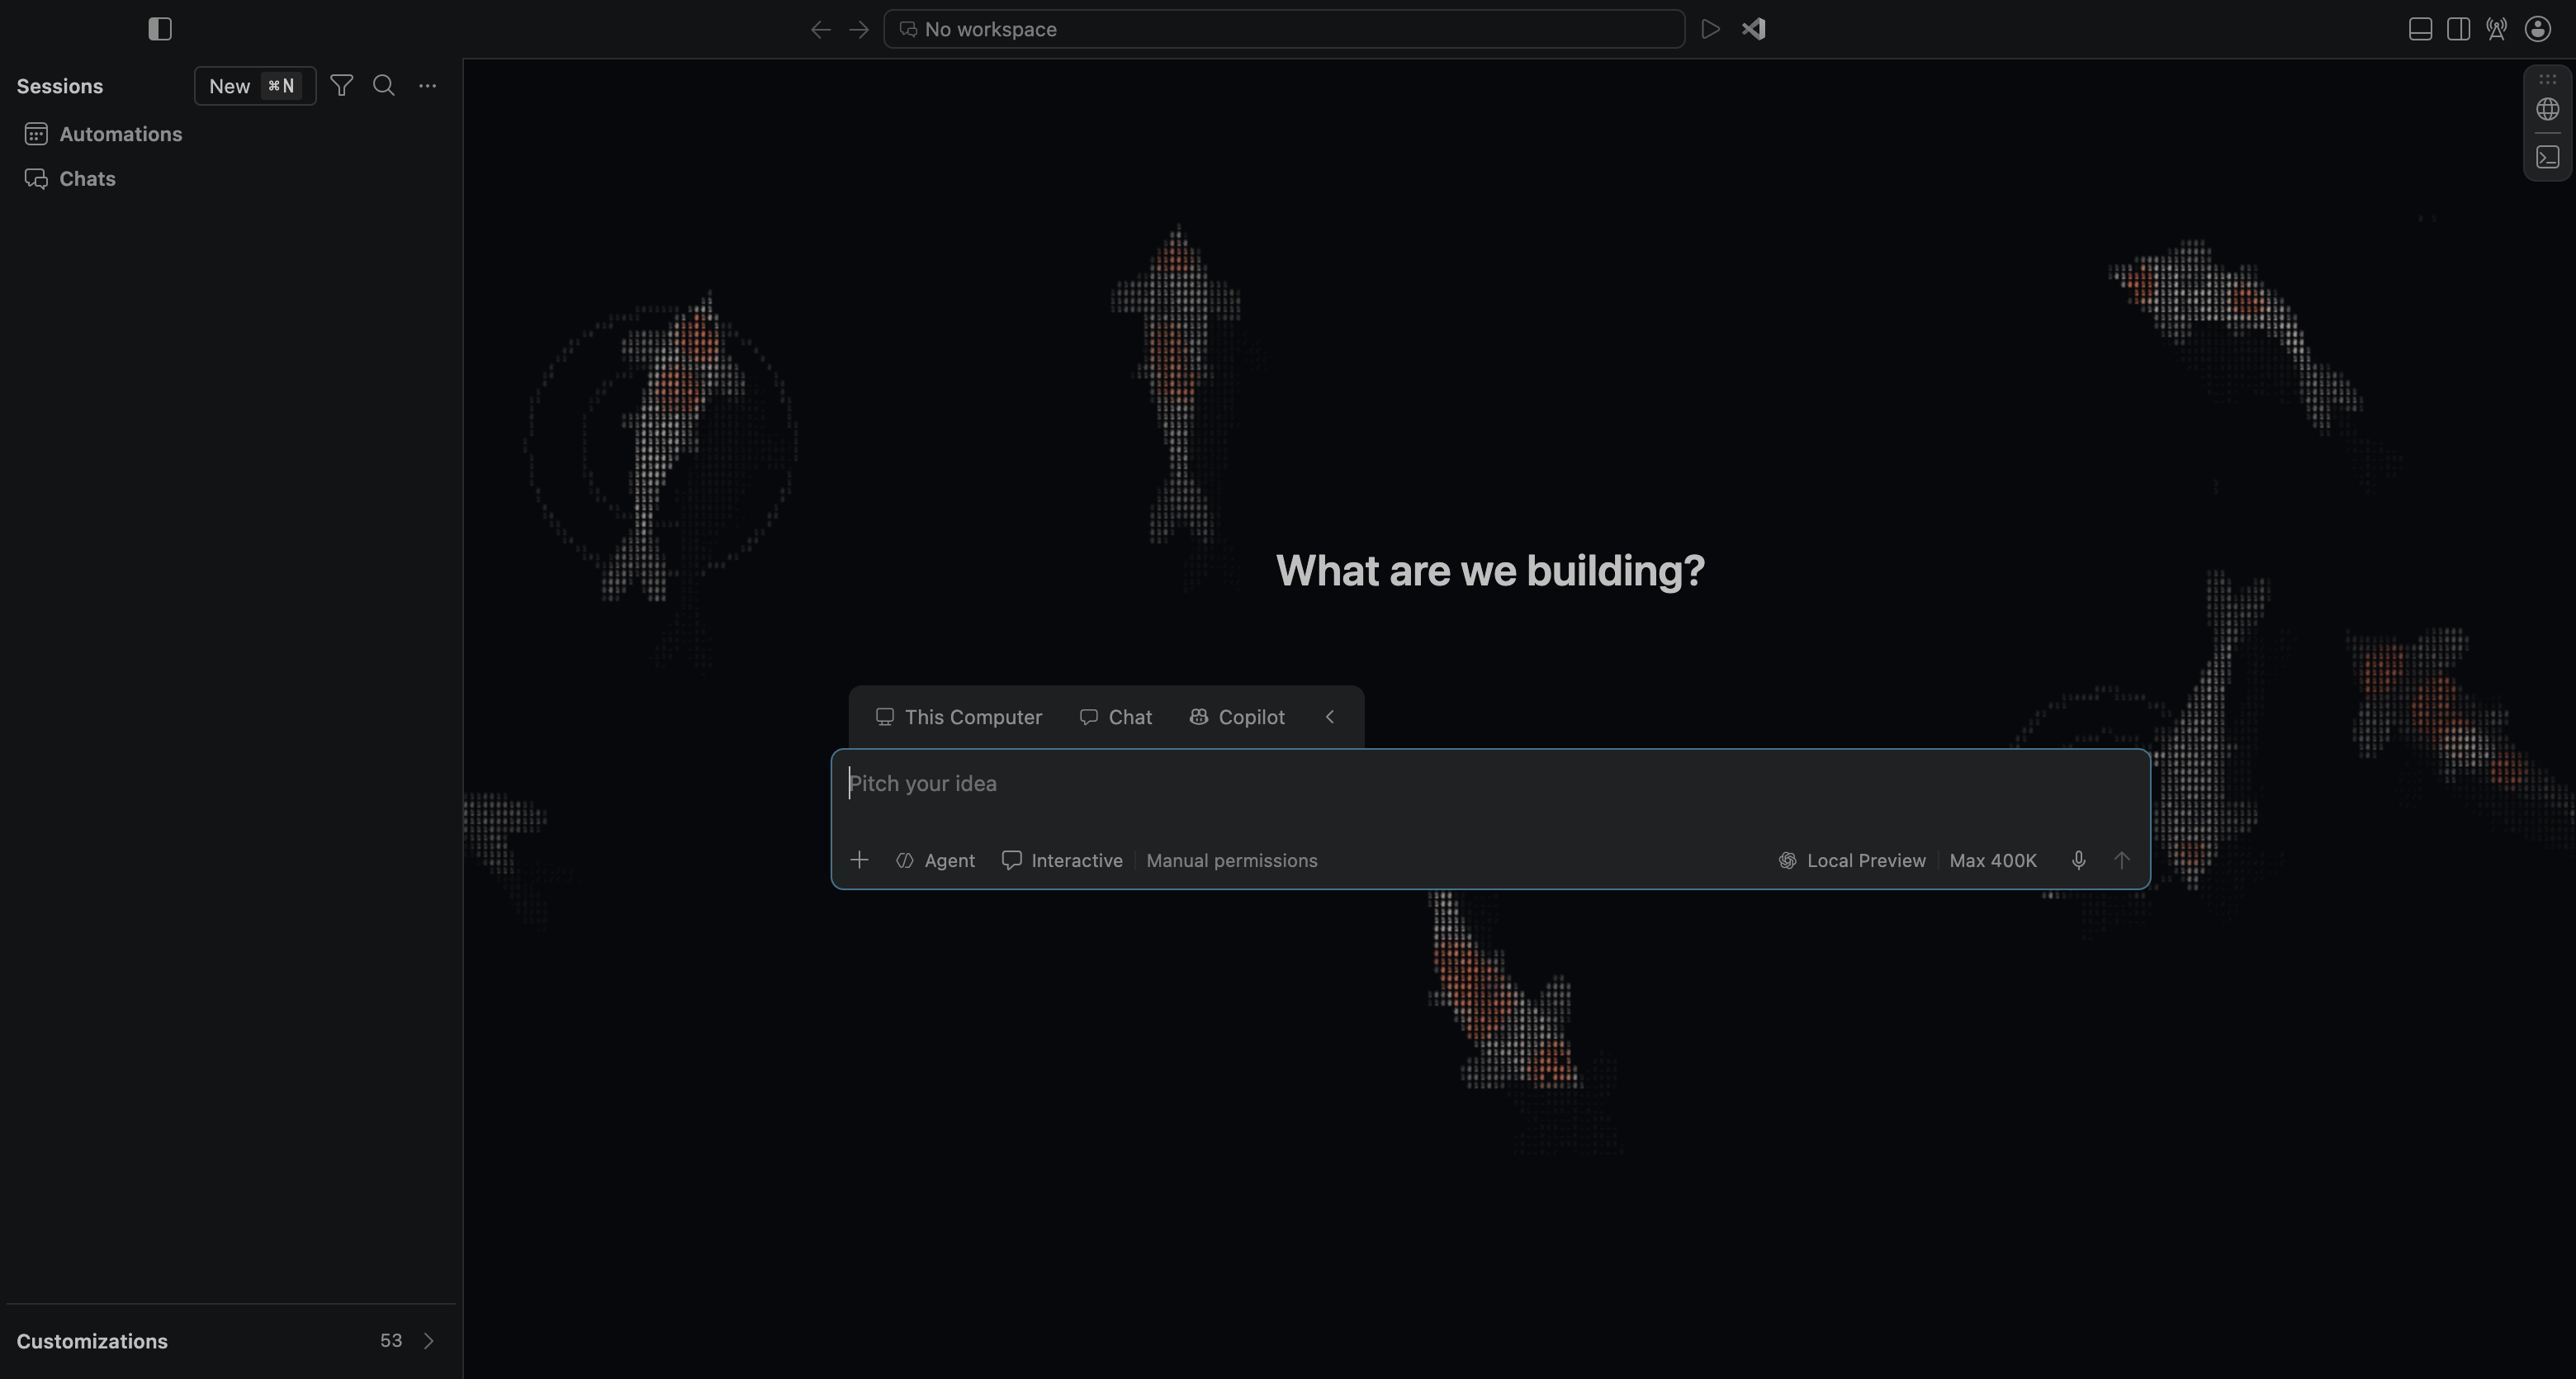 No workspace
Sessions
New ⌘N
Automations
Chats
What are we building?
This Computer Chat Copilot
Pitch your idea
Agent Interactive Manual permissions Local Preview Max 400K
Customizations 53